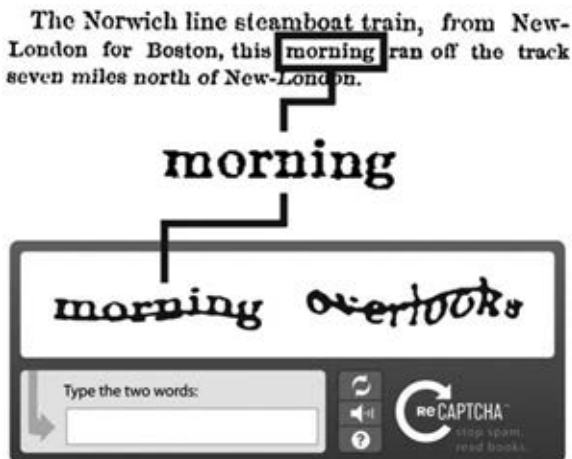 The Norwich line steamboat train, from New-
London for Boston, this morning ran off the track
seven miles north of New-London.
morning
morning overlooks
Type the two words:
ReCAPTCHA™
stop spam.
read books.